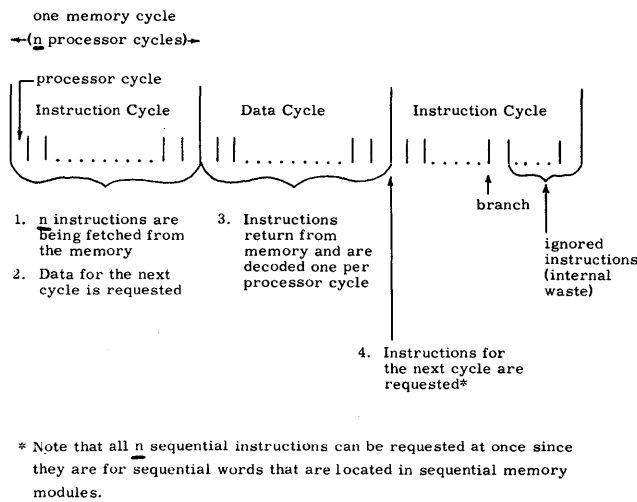 one memory cycle
(n processor cycles)
processor cycle
Instruction Cycle
Data Cycle
Instruction Cycle
branch
ignored
instructions
(internal
waste)
1. n instructions are
being fetched from
the memory
2. Data for the next
cycle is requested
3. Instructions
return from
memory and are
decoded one per
processor cycle
4. Instructions for
the next cycle are
requested*
* Note that all n sequential instructions can be requested at once since
they are for sequential words that are located in sequential memory
modules.